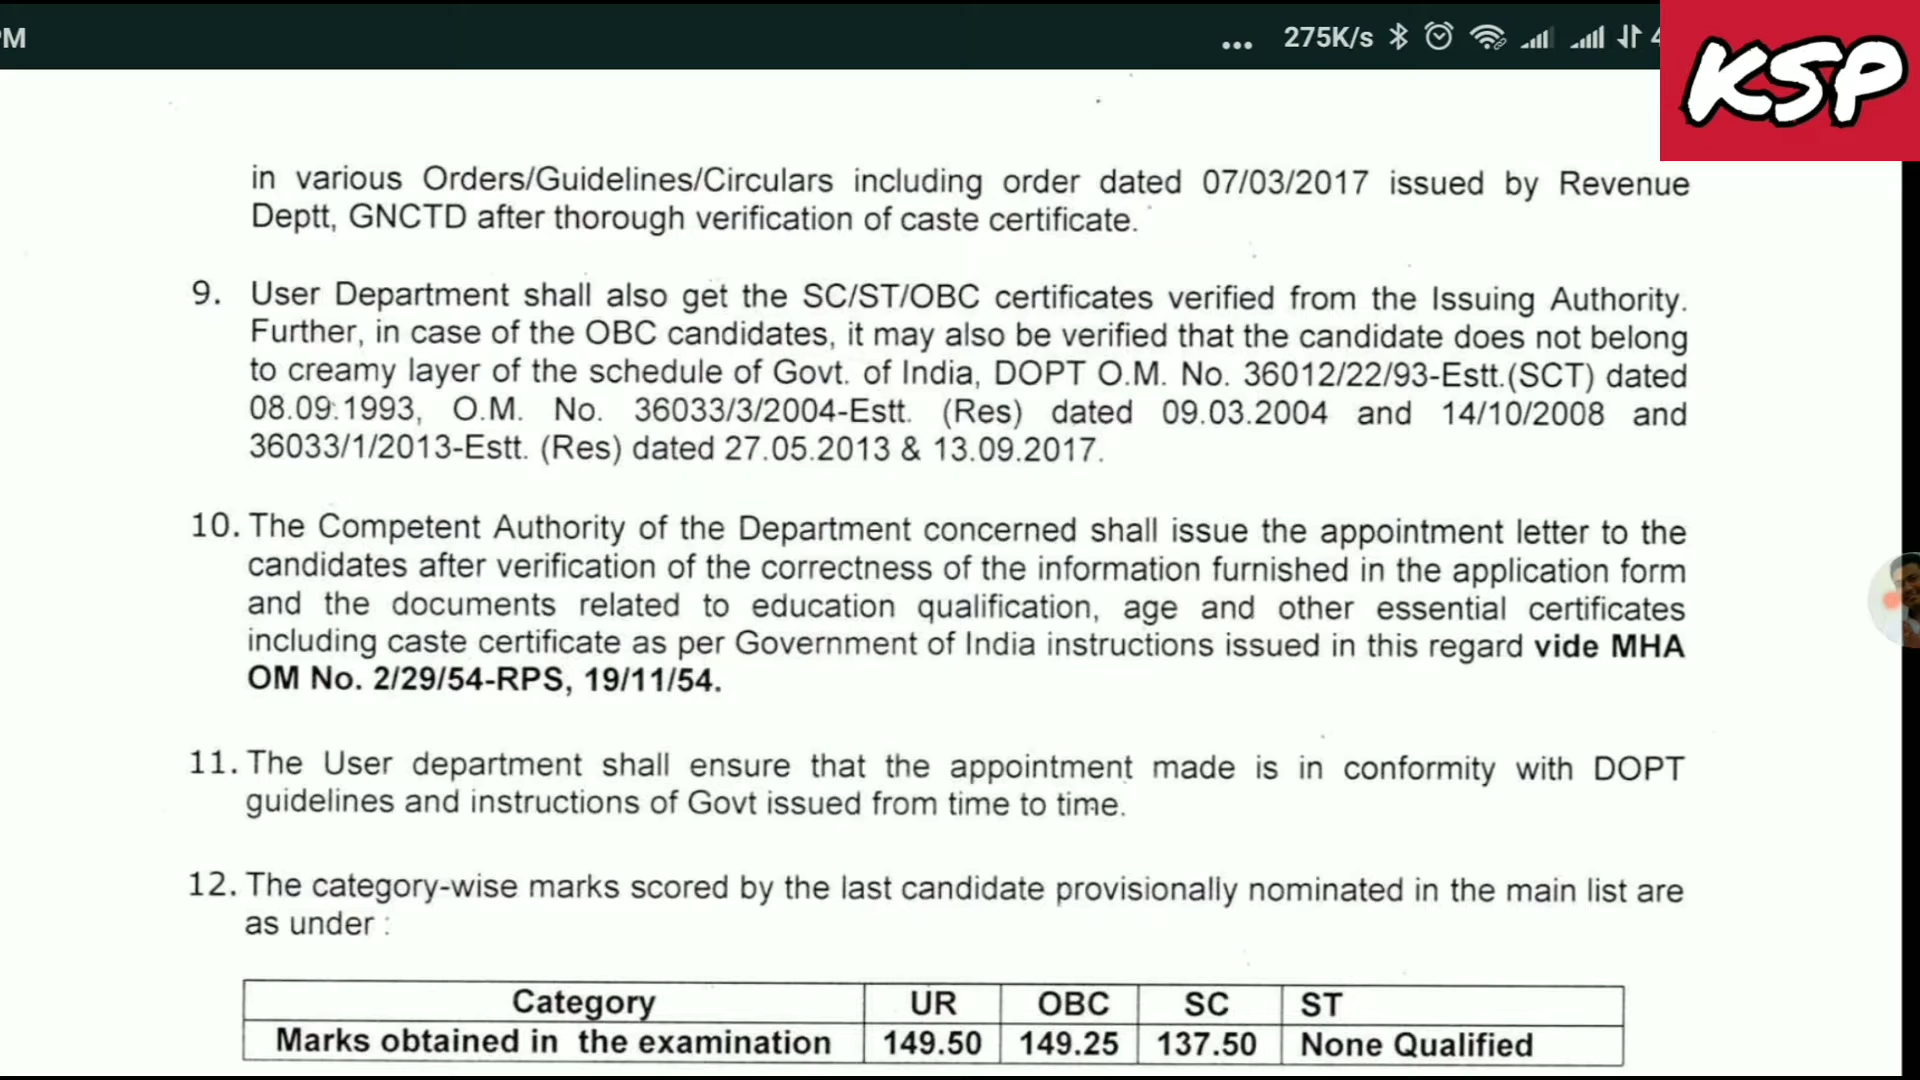 PM
... 275K/s
KSP
in various Orders/Guidelines/Circulars including order dated 07/03/2017 issued by Revenue
Deptt, GNCTD after thorough verification of caste certificate.
9. User Department shall also get the SC/ST/OBC certificates verified from the Issuing Authority.
Further, in case of the OBC candidates, it may also be verified that the candidate does not belong
to creamy layer of the schedule of Govt. of India, DOPT O.M. No. 36012/22/93-Estt.(SCT) dated
08.09.1993, O.M. No. 36033/3/2004-Estt. (Res) dated 09.03.2004 and 14/10/2008 and
36033/1/2013-Estt. (Res) dated 27.05.2013 & 13.09.2017.
10. The Competent Authority of the Department concerned shall issue the appointment letter to the
candidates after verification of the correctness of the information furnished in the application form
and the documents related to education qualification, age and other essential certificates
including caste certificate as per Government of India instructions issued in this regard vide MHA
OM No. 2/29/54-RPS, 19/11/54.
11. The User department shall ensure that the appointment made is in conformity with DOPT
guidelines and instructions of Govt issued from time to time.
12. The category-wise marks scored by the last candidate provisionally nominated in the main list are
as under :
Category UR OBC SC ST
Marks obtained in the examination 149.50 149.25 137.50 None Qualified